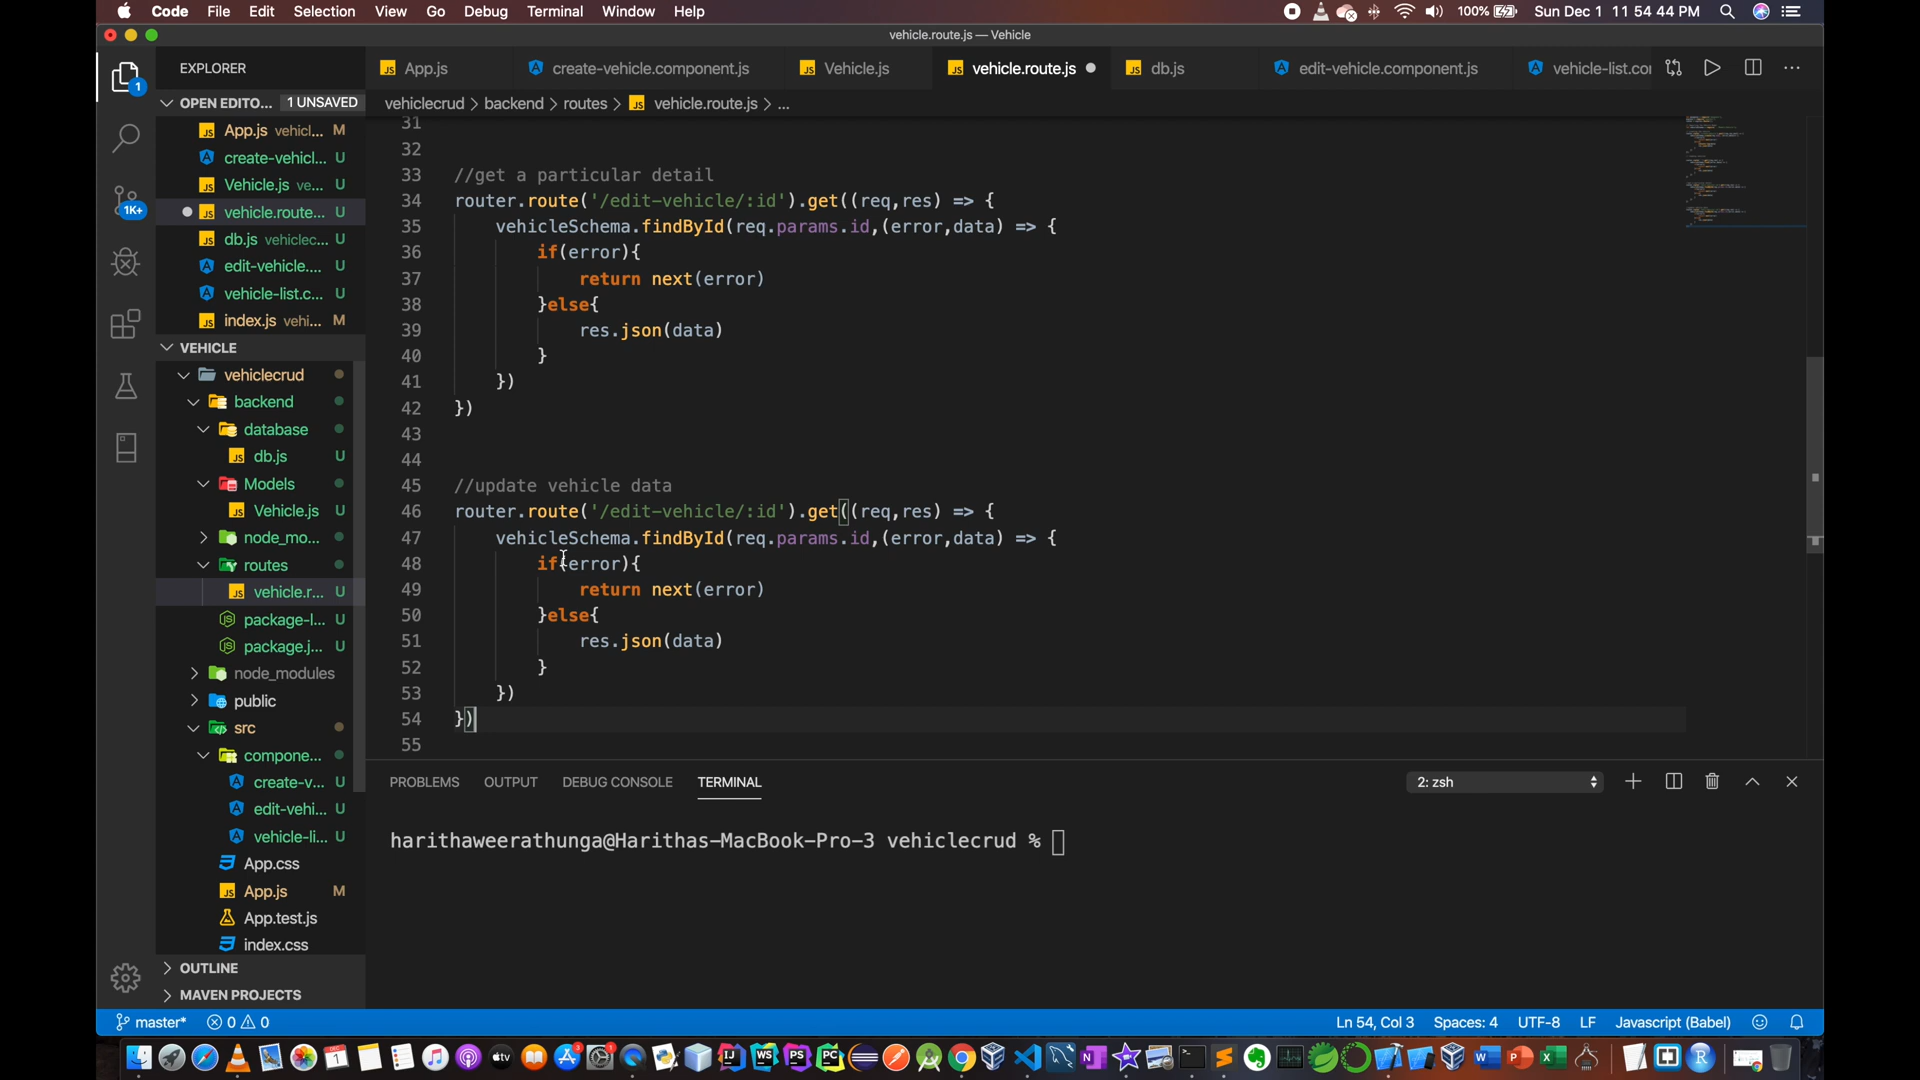 Code File Edit Selection View Go Debug Terminal Window Help 100% Sun Dec 1 11 54 44 PM
vehicle.route.js — Vehicle
EXPLORER
App.js create-vehicle.component.js Vehicle.js vehicle.route.js db.js edit-vehicle.component.js vehicle-list.cor
OPEN EDITO... 1 UNSAVED
vehiclecrud > backend > routes > vehicle.route.js > ...
App.js vehicl... M
create-vehicl... U
Vehicle.js ve... U
vehicle.route... U
db.js vehiclec... U
edit-vehicle.... U
vehicle-list.c... U
index.js vehi... M
VEHICLE
vehiclecrud
backend
database
db.js U
Models
Vehicle.js U
node_mo...
routes
vehicle.r... U
package-l... U
package.j... U
node_modules
public
src
compone...
create-v... U
edit-vehi... U
vehicle-li... U
App.css
App.js M
App.test.js
index.css
OUTLINE
MAVEN PROJECTS
1
1K+
31
32
33 //get a particular detail
34 router.route('/edit-vehicle/:id').get((req,res) => {
35 vehicleSchema.findById(req.params.id,(error,data) => {
36 if(error){
37 return next(error)
38 }else{
39 res.json(data)
40 }
41 })
42 })
43
44
45 //update vehicle data
46 router.route('/edit-vehicle/:id').get((req,res) => {
47 vehicleSchema.findById(req.params.id,(error,data) => {
48 if(error){
49 return next(error)
50 }else{
51 res.json(data)
52 }
53 })
54 })
55
PROBLEMS OUTPUT DEBUG CONSOLE TERMINAL 2: zsh
harithaweerathunga@Harithas-MacBook-Pro-3 vehiclecrud %
master* 0 0 Ln 54, Col 3 Spaces: 4 UTF-8 LF Javascript (Babel)